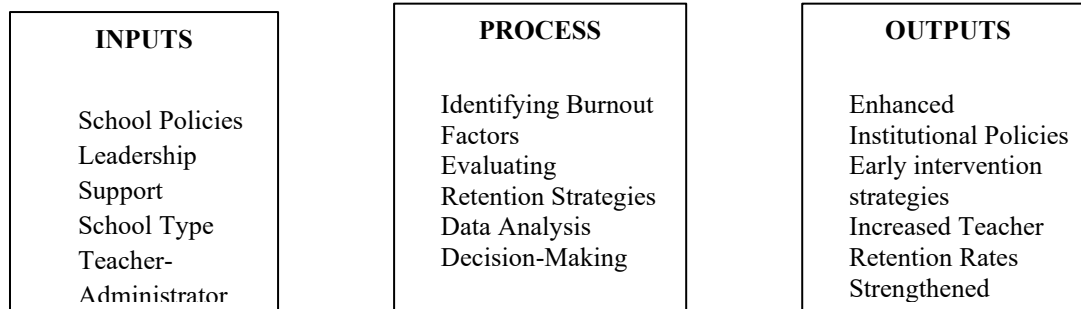 INPUTS
School Policies
Leadership
Support
School Type
Teacher-
Administrator
PROCESS
Identifying Burnout
Factors
Evaluating
Retention Strategies
Data Analysis
Decision-Making
OUTPUTS
Enhanced
Institutional Policies
Early intervention
strategies
Increased Teacher
Retention Rates
Strengthened